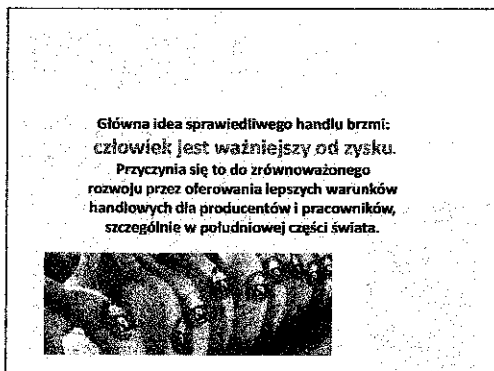 Główna idea sprawiedliwego handlu brzmi:
człowiek jest ważniejszy od zysku.
Przyczynia się to do zrównoważonego
rozwoju przez oferowania lepszych warunków
handlowych dla producentów i pracowników,
szczególnie w południowej części świata.